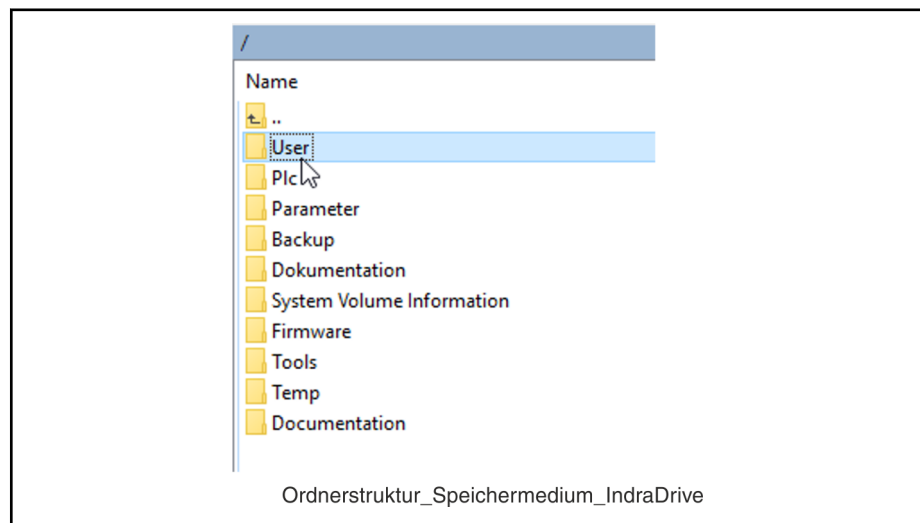 /
Name
..
User
Plc
Parameter
Backup
Dokumentation
System Volume Information
Firmware
Tools
Temp
Documentation
Ordnerstruktur_Speichermedium_IndraDrive